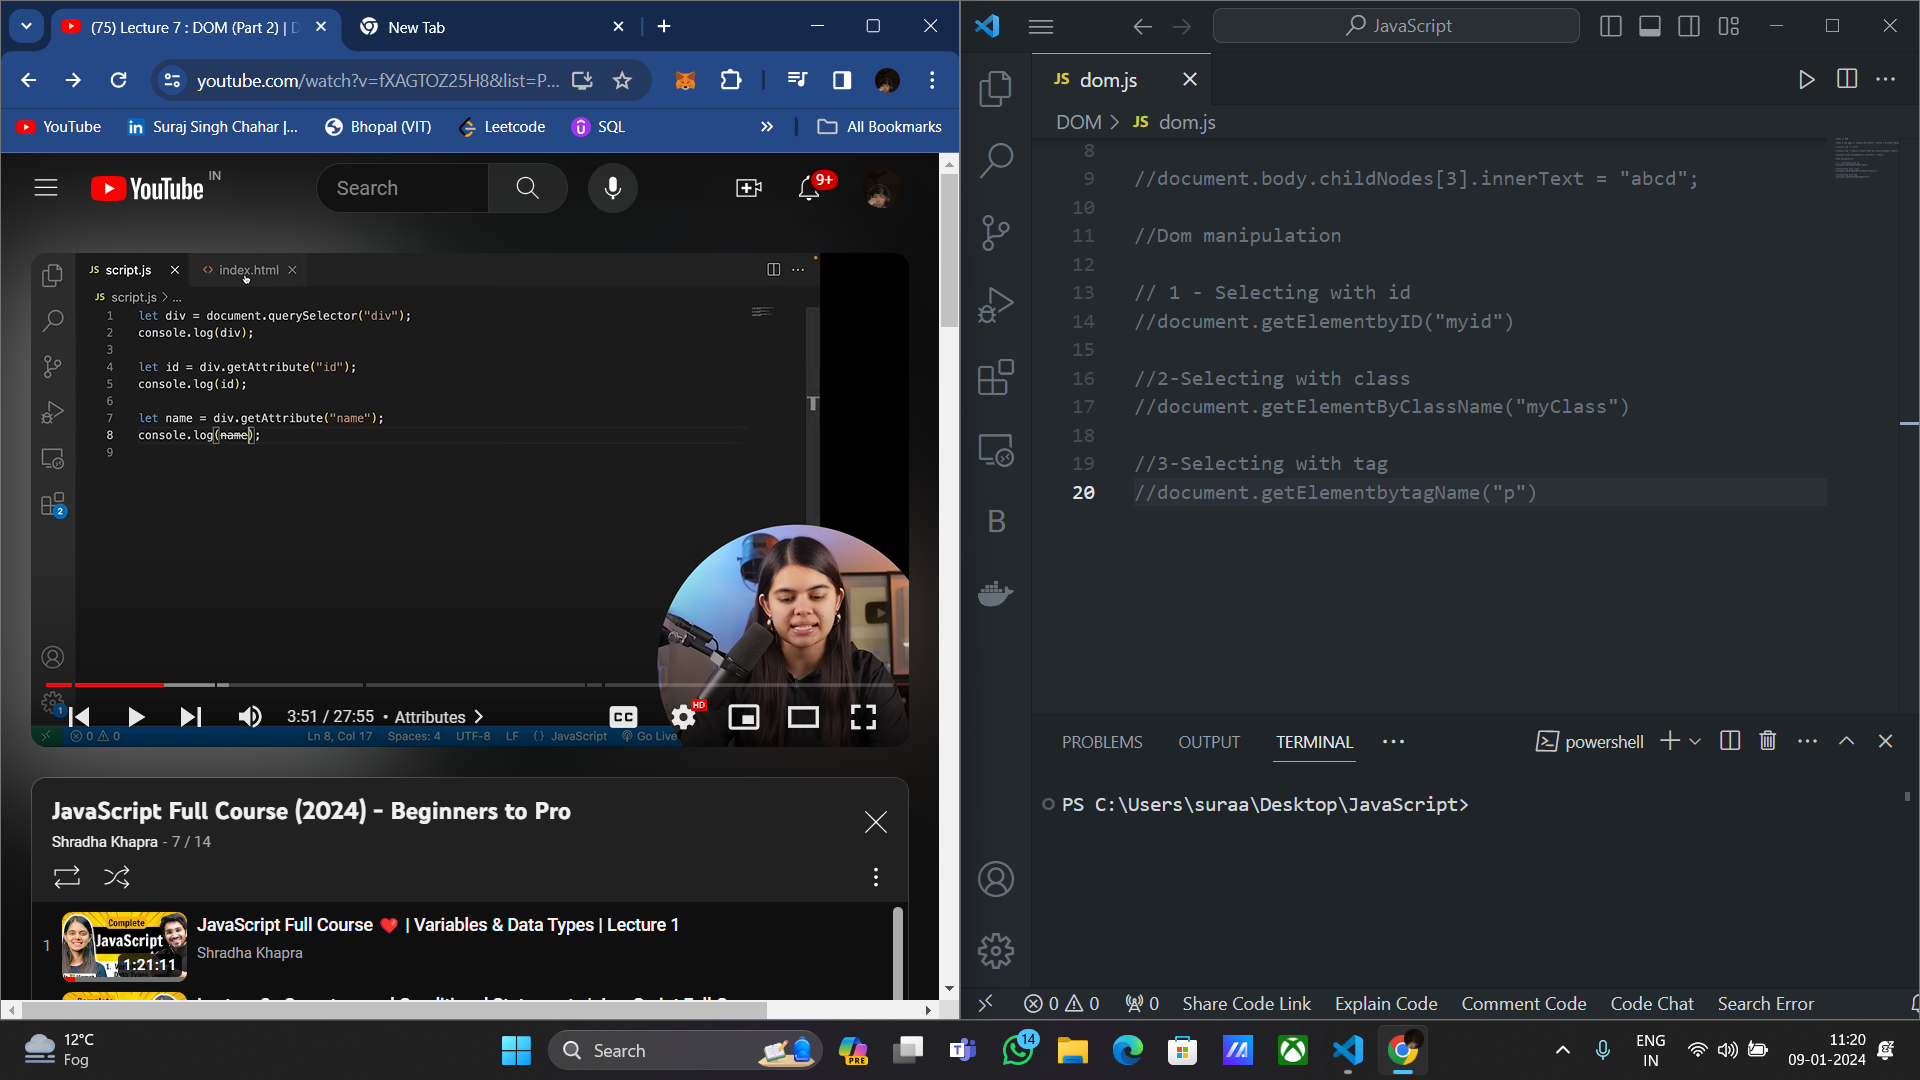 (75) Lecture 7 : DOM (Part 2) | D
New Tab
youtube.com/watch?v=fXAGTOZ25H8&list=P...
YouTube
Suraj Singh Chahar |...
Bhopal (VIT)
Leetcode
SQL
All Bookmarks
YouTube IN
Search
9+
JS script.js
index.html
JS script.js > ...
1 let div = document.querySelector("div");
2 console.log(div);
3
4 let id = div.getAttribute("id");
5 console.log(id);
6
7 let name = div.getAttribute("name");
8 console.log(name);
9
2
1
HD
3:51 / 27:55 • Attributes >
CC
0 0
Ln 8, Col 17 Spaces: 4 UTF-8 LF {} JavaScript Go Live
JavaScript Full Course (2024) - Beginners to Pro
Shradha Khapra - 7 / 14
1
Complete
JavaScript
1:21:11
JavaScript Full Course ❤️ | Variables & Data Types | Lecture 1
Shradha Khapra
JavaScript
JS dom.js
DOM > JS dom.js
8
9 //document.body.childNodes[3].innerText = "abcd";
10
11 //Dom manipulation
12
13 // 1 - Selecting with id
14 //document.getElementbyID("myid")
15
16 //2-Selecting with class
17 //document.getElementByClassName("myClass")
18
19 //3-Selecting with tag
20 //document.getElementbytagName("p")
B
PROBLEMS OUTPUT TERMINAL ...
powershell
PS C:\Users\suraa\Desktop\JavaScript>
0 0 0 Share Code Link Explain Code Comment Code Code Chat Search Error
12°C
Fog
Search
PRE
14
ENG
IN
11:20
09-01-2024